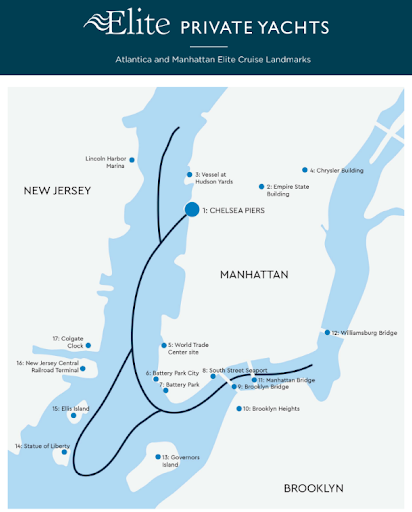 Elite PRIVATE YACHTS
Atlantica and Manhattan Elite Cruise Landmarks
Lincoln Harbor
Marina
3: Vessel at
Hudson Yards
4: Chrysler Building
2: Empire State
Building
NEW JERSEY
1: CHELSEA PIERS
MANHATTAN
12: Williamsburg Bridge
17: Colgate
Clock
5: World Trade
Center site
16: New Jersey Central
Railroad Terminal
6: Battery Park City
8: South Street Seaport
7: Battery Park
11: Manhattan Bridge
9: Brooklyn Bridge
15: Ellis Island
10: Brooklyn Heights
14: Statue of Liberty
13: Governors
Island
BROOKLYN